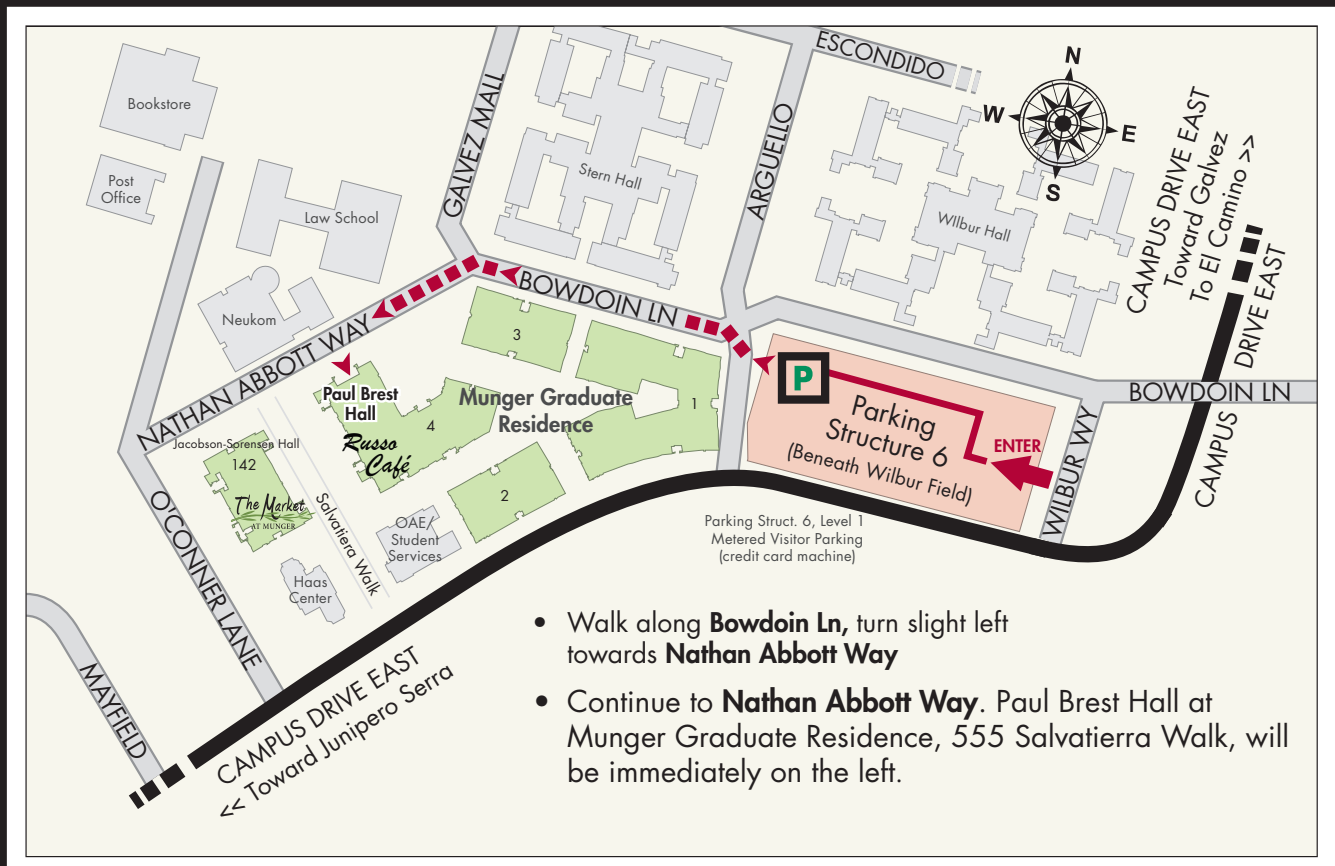 Bookstore
Post
Office
Law School
Neukom
GALVEZ MALL
Stern Hall
ESCONDIDO
ARGUELLO
WIlbur Hall
N
W
E
S
CAMPUS DRIVE EAST
Toward Galvez
To El Camino >>
CAMPUS DRIVE EAST
BOWDOIN LN
BOWDOIN LN
NATHAN ABBOTT WAY
3
1
4
2
Munger Graduate
Residence
Paul Brest
Hall
Russo
Café
P
Parking
Structure 6
(Beneath Wilbur Field)
ENTER
WILBUR WY
Jacobson-Sorensen Hall
142
The Market
AT MUNGER
Salvatiera Walk
OAE/
Student
Services
Haas
Center
O'CONNER LANE
MAYFIELD
Parking Struct. 6, Level 1
Metered Visitor Parking
(credit card machine)
CAMPUS DRIVE EAST
<< Toward Junipero Serra
• Walk along Bowdoin Ln, turn slight left
towards Nathan Abbott Way
• Continue to Nathan Abbott Way. Paul Brest Hall at
Munger Graduate Residence, 555 Salvatierra Walk, will
be immediately on the left.